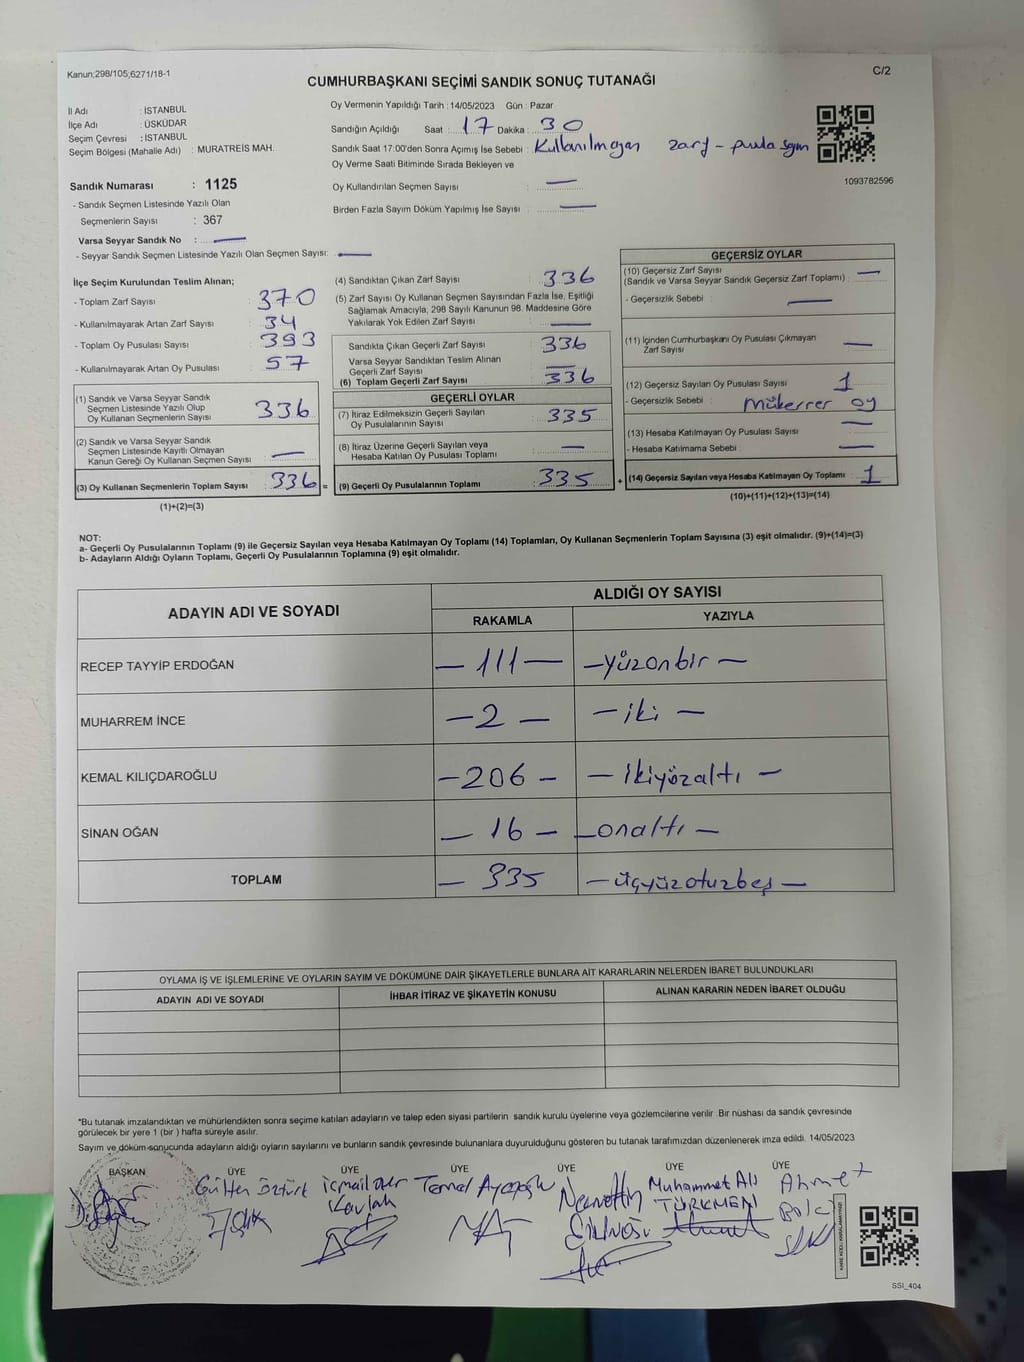 Kanun;298/105;6271/18-1
C/2
CUMHURBAŞKANI SEÇİMİ SANDIK SONUÇ TUTANAĞI
İl Adı : İSTANBUL
İlçe Adı : ÜSKÜDAR
Seçim Çevresi : İSTANBUL
Seçim Bölgesi (Mahalle Adı) : MURATREİS MAH.
Oy Vermenin Yapıldığı Tarih : 14/05/2023 Gün : Pazar
Sandığın Açıldığı Saat : 17 Dakika : 30
Sandık Saat 17:00'den Sonra Açımış İse Sebebi : Kullanılmayan zarf - pusula sayım
Oy Verme Saati Bitiminde Sırada Bekleyen ve
Oy Kullandırılan Seçmen Sayısı : —
Birden Fazla Sayım Döküm Yapılmış İse Sayısı : —
1093782596
Sandık Numarası : 1125
- Sandık Seçmen Listesinde Yazılı Olan
Seçmenlerin Sayısı : 367
Varsa Seyyar Sandık No : —
- Seyyar Sandık Seçmen Listesinde Yazılı Olan Seçmen Sayısı: —
İlçe Seçim Kurulundan Teslim Alınan;
- Toplam Zarf Sayısı : 370
- Kullanılmayarak Artan Zarf Sayısı : 34
- Toplam Oy Pusulası Sayısı : 393
- Kullanılmayarak Artan Oy Pusulası : 57
(1) Sandık ve Varsa Seyyar Sandık
Seçmen Listesinde Yazılı Olup
Oy Kullanan Seçmenlerin Sayısı : 336
(2) Sandık ve Varsa Seyyar Sandık
Seçmen Listesinde Kayıtlı Olmayan
Kanun Gereği Oy Kullanan Seçmen Sayısı : —
(3) Oy Kullanan Seçmenlerin Toplam Sayısı : 336 =
(1)+(2)=(3)
(4) Sandıktan Çıkan Zarf Sayısı : 336
(5) Zarf Sayısı Oy Kullanan Seçmen Sayısından Fazla İse, Eşitliği
Sağlamak Amacıyla, 298 Sayılı Kanunun 98. Maddesine Göre
Yakılarak Yok Edilen Zarf Sayısı : —
Sandıkta Çıkan Geçerli Zarf Sayısı : 336
Varsa Seyyar Sandıktan Teslim Alınan
Geçerli Zarf Sayısı : —
(6) Toplam Geçerli Zarf Sayısı : 336
GEÇERLİ OYLAR
(7) İtiraz Edilmeksizin Geçerli Sayılan
Oy Pusulalarının Sayısı : 335
(8) İtiraz Üzerine Geçerli Sayılan veya
Hesaba Katılan Oy Pusulası Toplamı : —
(9) Geçerli Oy Pusulalarının Toplamı : 335 +
GEÇERSİZ OYLAR
(10) Geçersiz Zarf Sayısı
(Sandık ve Varsa Seyyar Sandık Geçersiz Zarf Toplamı) : —
- Geçersizlik Sebebi : —
(11) İçinden Cumhurbaşkanı Oy Pusulası Çıkmayan
Zarf Sayısı : —
(12) Geçersiz Sayılan Oy Pusulası Sayısı : 1
- Geçersizlik Sebebi : Mükerrer oy
(13) Hesaba Katılmayan Oy Pusulası Sayısı : —
- Hesaba Katılmama Sebebi : —
(14) Geçersiz Sayılan veya Hesaba Katılmayan Oy Toplamı : 1
(10)+(11)+(12)+(13)=(14)
NOT:
a- Geçerli Oy Pusulalarının Toplamı (9) ile Geçersiz Sayılan veya Hesaba Katılmayan Oy Toplamı (14) Toplamları, Oy Kullanan Seçmenlerin Toplam Sayısına (3) eşit olmalıdır. (9)+(14)=(3)
b- Adayların Aldığı Oyların Toplamı, Geçerli Oy Pusulalarının Toplamına (9) eşit olmalıdır.
ADAYIN ADI VE SOYADI
ALDIĞI OY SAYISI
RAKAMLA YAZIYLA
RECEP TAYYİP ERDOĞAN — 111 — — yüzonbir —
MUHARREM İNCE — 2 — — iki —
KEMAL KILIÇDAROĞLU — 206 — — ikiyüzaltı —
SİNAN OĞAN — 16 — — onaltı —
TOPLAM — 335 — üçyüzotuzbeş —
OYLAMA İŞ VE İŞLEMLERİNE VE OYLARIN SAYIM VE DÖKÜMÜNE DAİR ŞİKAYETLERLE BUNLARA AİT KARARLARIN NELERDEN İBARET BULUNDUKLARI
ADAYIN ADI VE SOYADI İHBAR İTİRAZ VE ŞİKAYETİN KONUSU ALINAN KARARIN NEDEN İBARET OLDUĞU
*Bu tutanak imzalandıktan ve mühürlendikten sonra seçime katılan adayların ve talep eden siyasi partilerin sandık kurulu üyelerine veya gözlemcilerine verilir. Bir nüshası da sandık çevresinde
görülecek bir yere 1 (bir ) hafta süreyle asılır.
Sayım ve döküm sonucunda adayların aldığı oyların sayılarını ve bunların sandık çevresinde bulunanlara duyurulduğunu gösteren bu tutanak tarafımızdan düzenlenerek imza edildi. 14/05/2023
BAŞKAN ÜYE ÜYE ÜYE ÜYE ÜYE ÜYE
Gülten Öztürk
Temel
Muhammet Ali
TÜRKMEN
Ahmet
SSI_404